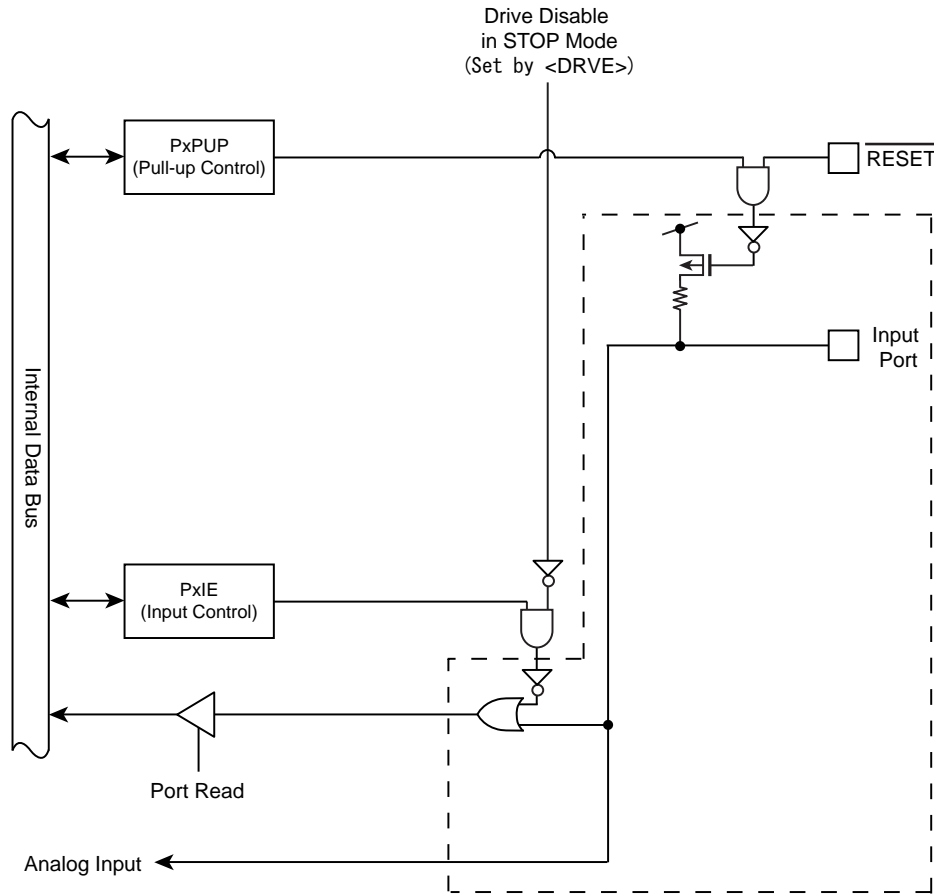 Drive Disable
in STOP Mode
(Set by <DRVE>)
PxPUP
(Pull-up Control)
RESET
Input
Port
Internal Data Bus
PxIE
(Input Control)
Port Read
Analog Input